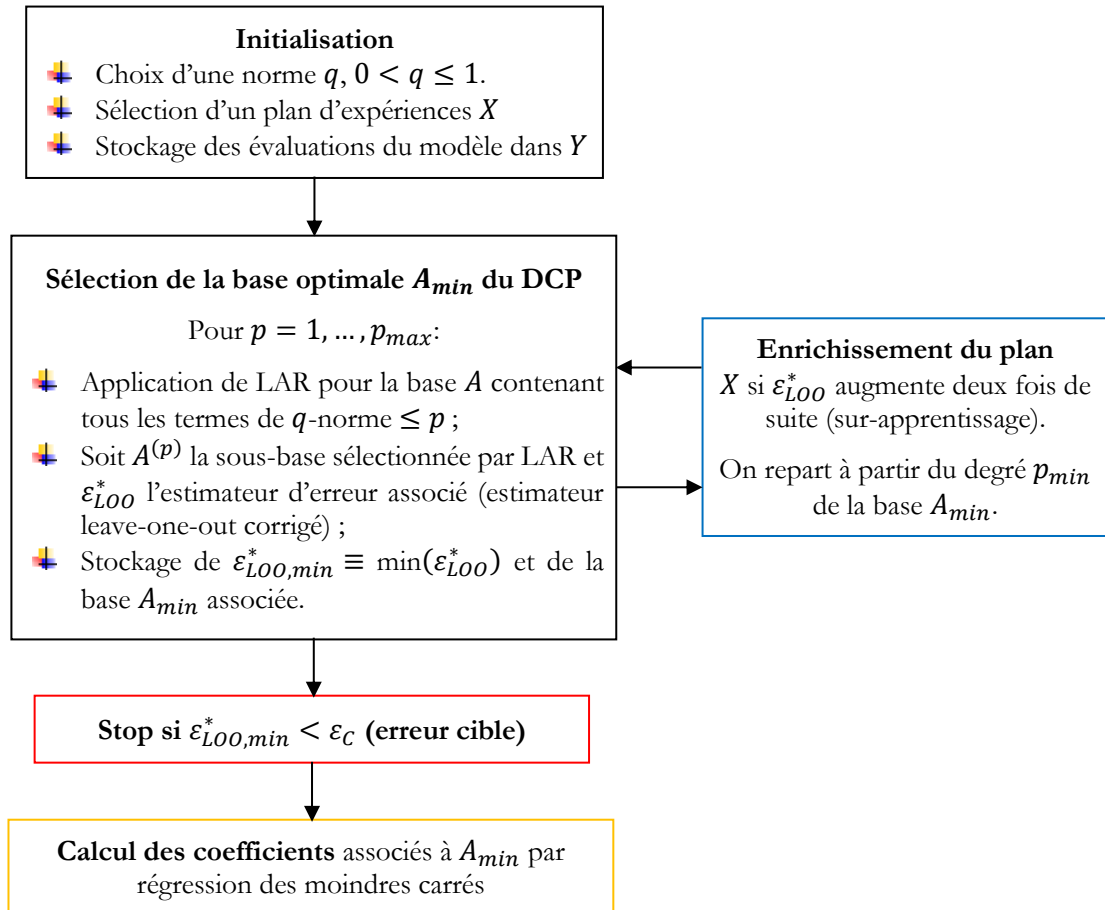 Initialisation
Choix d'une norme q, 0 < q ≤ 1.
Sélection d'un plan d'expériences X
Stockage des évaluations du modèle dans Y
Sélection de la base optimale A_min du DCP
Pour p = 1, … , p_max:
Application de LAR pour la base A contenant
tous les termes de q-norme ≤ p ;
Soit A^(p) la sous-base sélectionnée par LAR et
ε*_LOO l'estimateur d'erreur associé (estimateur
leave-one-out corrigé) ;
Stockage de ε*_LOO,min ≡ min(ε*_LOO) et de la
base A_min associée.
Enrichissement du plan
X si ε*_LOO augmente deux fois de
suite (sur-apprentissage).
On repart à partir du degré p_min
de la base A_min.
Stop si ε*_LOO,min < ε_C (erreur cible)
Calcul des coefficients associés à A_min par
régression des moindres carrés